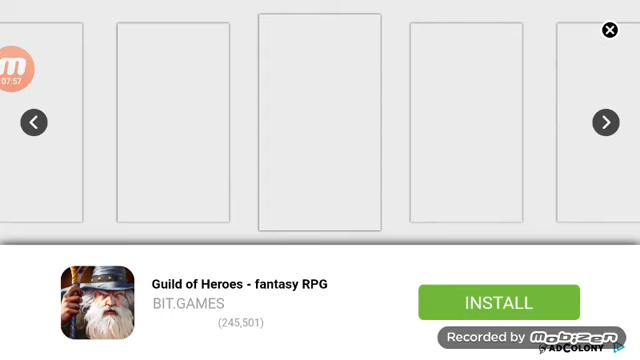 07:57
Guild of Heroes - fantasy RPG
BIT.GAMES
(245,501)
INSTALL
Recorded by Mobizen
ADCOLONY